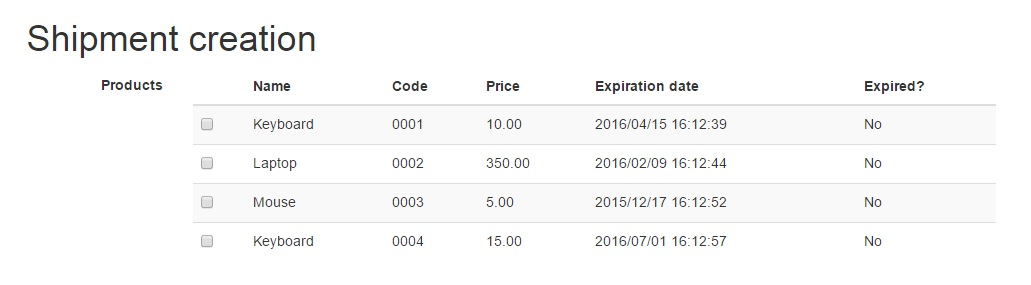 Shipment creation
Products Name Code Price Expiration date Expired?
Keyboard 0001 10.00 2016/04/15 16:12:39 No
Laptop 0002 350.00 2016/02/09 16:12:44 No
Mouse 0003 5.00 2015/12/17 16:12:52 No
Keyboard 0004 15.00 2016/07/01 16:12:57 No